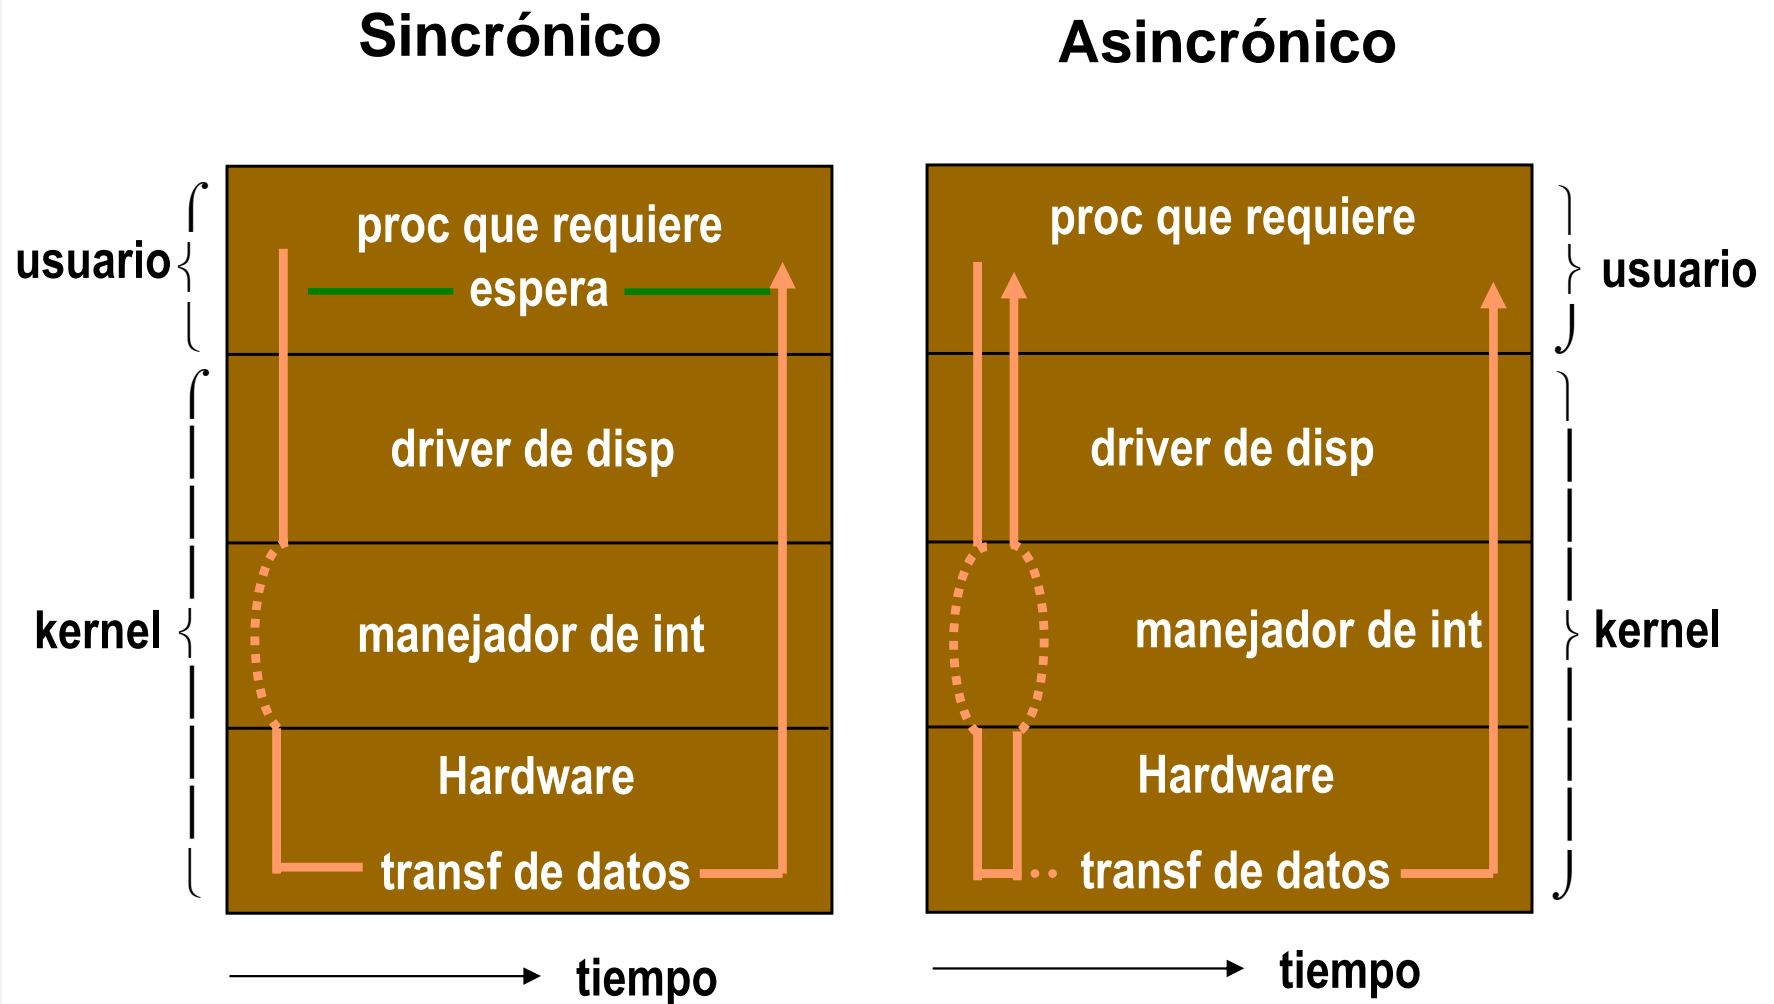 Sincrónico
Asincrónico
proc que requiere
espera
driver de disp
manejador de int
Hardware
transf de datos
usuario
kernel
tiempo
proc que requiere
driver de disp
manejador de int
Hardware
transf de datos
usuario
kernel
tiempo